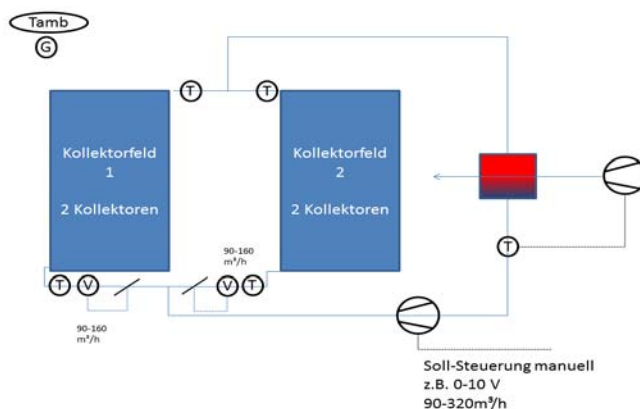 Tamb
G
T
T
Kollektorfeld
1
2 Kollektoren
Kollektorfeld
2
2 Kollektoren
T
90-160
m³/h
T
V
V
T
90-160
m³/h
Soll-Steuerung manuell
z.B. 0-10 V
90-320m³/h